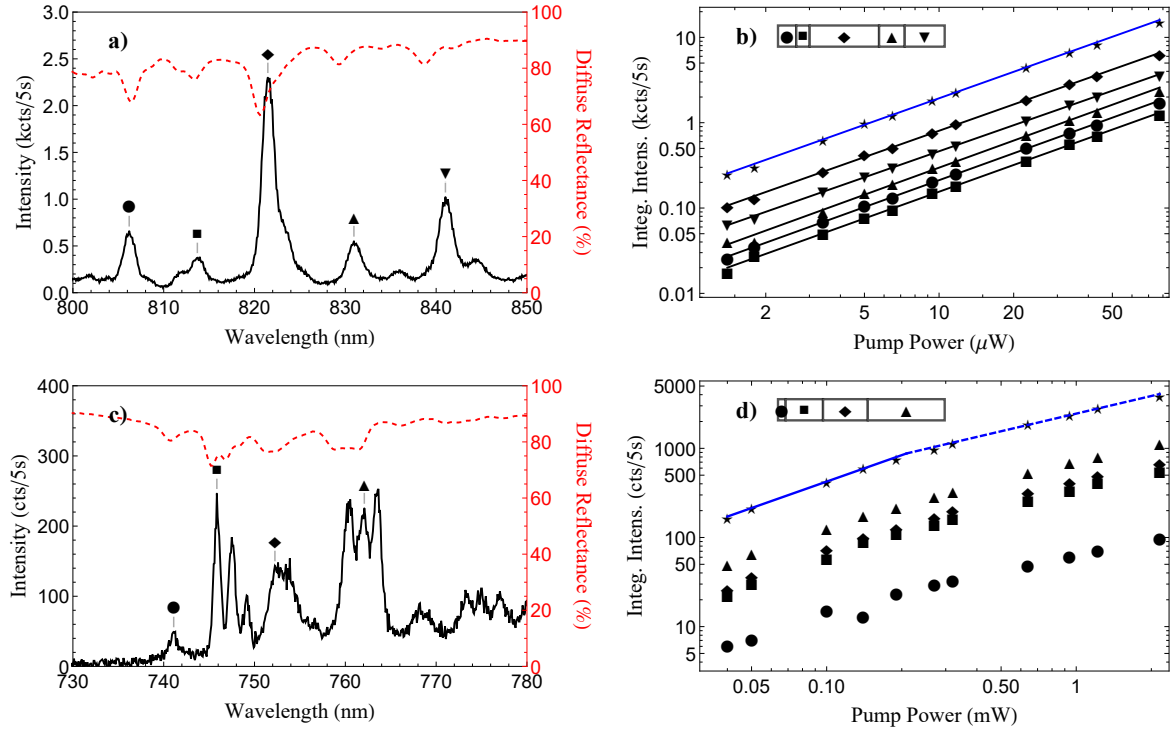 a)
Intensity (kcts/5s)
3.0
2.5
2.0
1.5
1.0
0.5
0.0
800 810 820 830 840 850
Wavelength (nm)
100
80
60
40
20
0
Diffuse Reflectance (%)
b)
Integ. Intens. (kcts/5s)
10
5
1
0.50
0.10
0.05
0.01
2 5 10 20 50
Pump Power (μW)
c)
Intensity (cts/5s)
400
300
200
100
0
730 740 750 760 770 780
Wavelength (nm)
100
80
60
40
20
0
Diffuse Reflectance (%)
d)
Integ. Intens. (cts/5s)
5000
1000
500
100
50
10
5
0.05 0.10 0.50 1
Pump Power (mW)